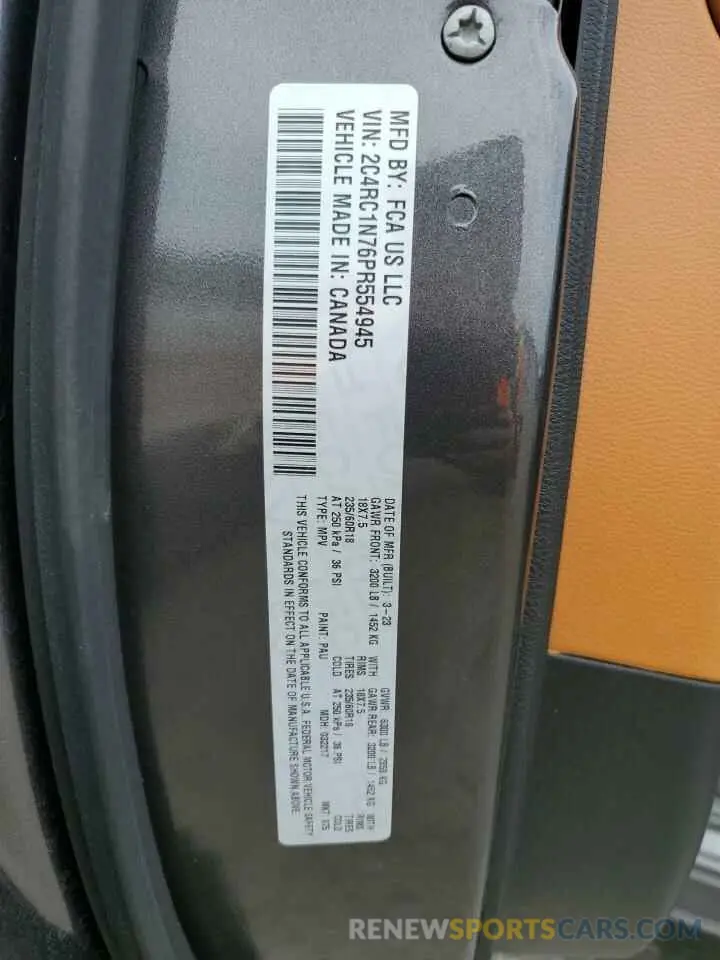 MFD BY: FCA US LLC
VIN: 2C4RC1N76PR554945
VEHICLE MADE IN: CANADA
DATE OF MFR (BUILT): 3-23 GVWR 6300 LB / 2858 KG
GAWR FRONT: 3200 LB / 1452 KG WITH GAWR REAR: 3200 LB / 1452 KG WITH
18X7.5 RIMS 18X7.5 RIMS
235/60R18 TIRES 235/60R18 TIRES
AT 250 kPa / 36 PSI COLD AT 250 kPa / 36 PSI COLD
TYPE: MPV PAINT: PAU MDH: 032217 MKT:
THIS VEHICLE CONFORMS TO ALL APPLICABLE U.S.A. FEDERAL MOTOR VEHICLE SAFETY
STANDARDS IN EFFECT ON THE DATE OF MANUFACTURE SHOWN ABOVE.
RENEWSPORTSCARS.COM